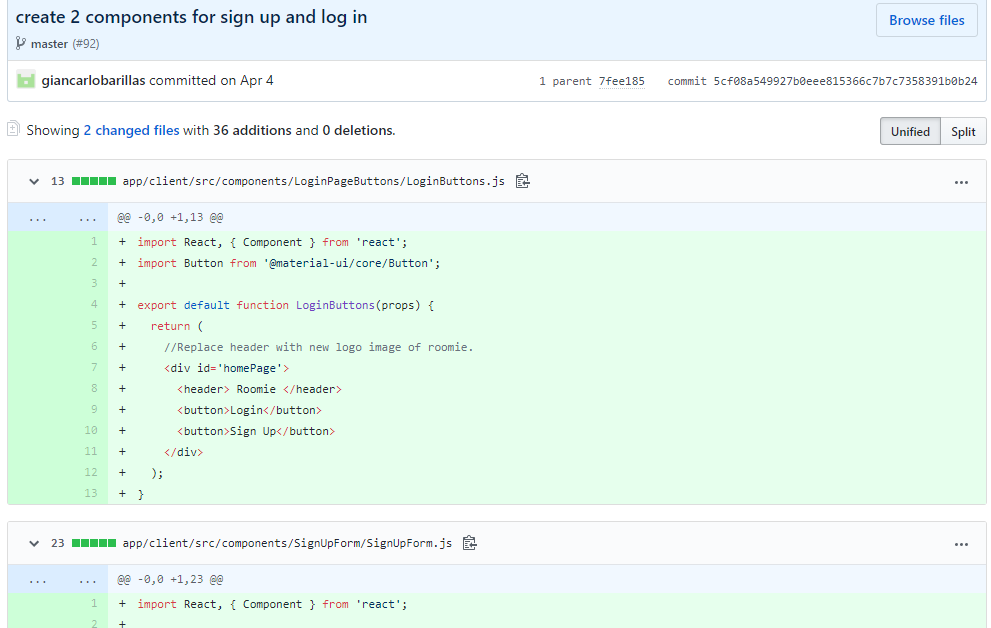 create 2 components for sign up and log in
Browse files
master (#92)
giancarlobarillas committed on Apr 4
1 parent 7fee185 commit 5cf08a549927b0eee815366c7b7c7358391b0b24
Showing 2 changed files with 36 additions and 0 deletions.
Unified Split
13 app/client/src/components/LoginPageButtons/LoginButtons.js ...
... ... @@ -0,0 +1,13 @@
1 + import React, { Component } from 'react';
2 + import Button from '@material-ui/core/Button';
3 +
4 + export default function LoginButtons(props) {
5 + return (
6 + //Replace header with new logo image of roomie.
7 + <div id='homePage'>
8 + <header> Roomie </header>
9 + <button>Login</button>
10 + <button>Sign Up</button>
11 + </div>
12 + );
13 + }
23 app/client/src/components/SignUpForm/SignUpForm.js ...
... ... @@ -0,0 +1,23 @@
1 + import React, { Component } from 'react';
2 +